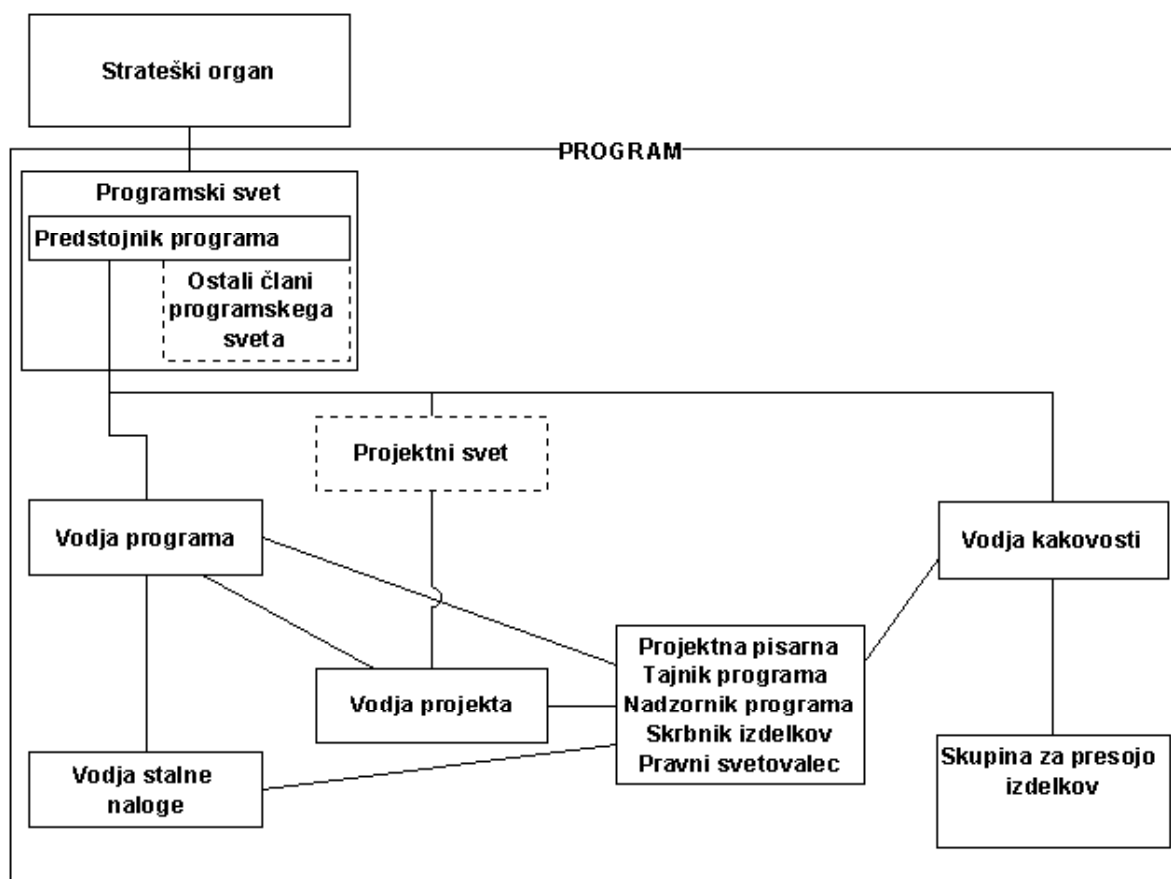 Strateški organ
PROGRAM
Programski svet
Predstojnik programa
Ostali člani
programskega
sveta
Projektni svet
Vodja programa
Vodja kakovosti
Projektna pisarna
Tajnik programa
Nadzornik programa
Skrbnik izdelkov
Pravni svetovalec
Vodja projekta
Vodja stalne
naloge
Skupina za presojo
izdelkov